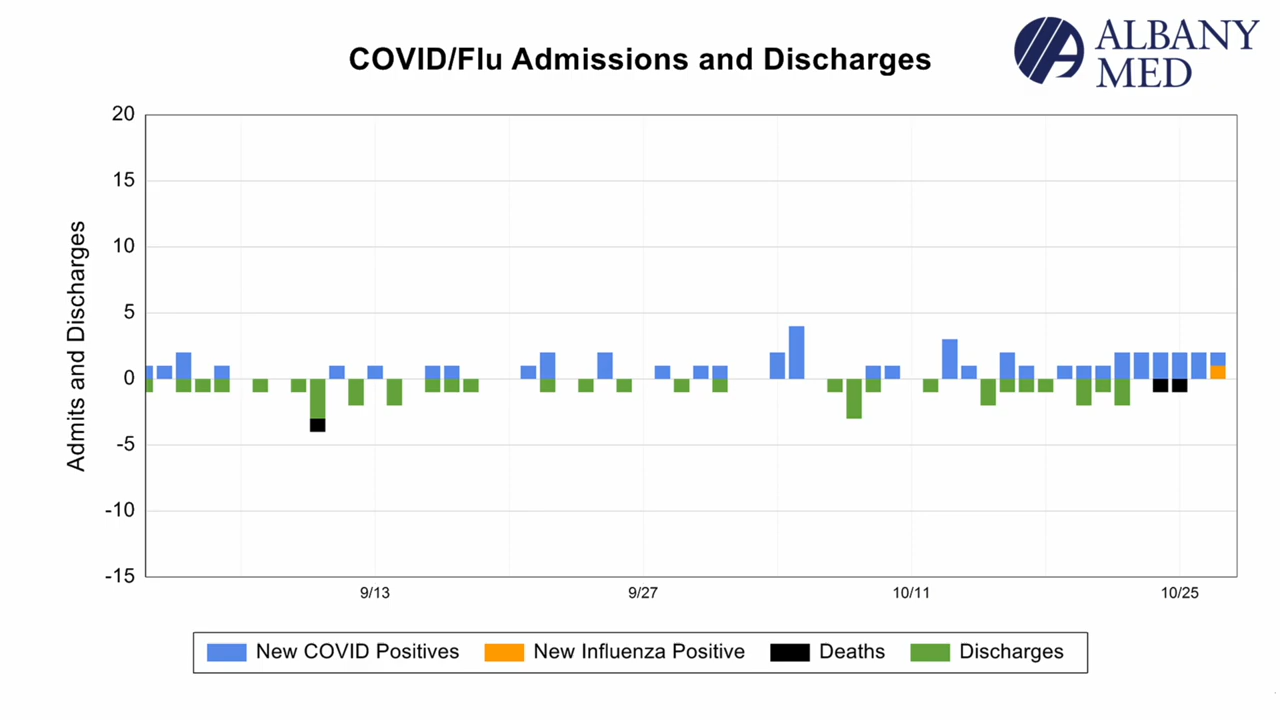 COVID/Flu Admissions and Discharges
ALBANY
MED
Admits and Discharges
20
15
10
5
0
-5
-10
-15
9/13
9/27
10/11
10/25
New COVID Positives
New Influenza Positive
Deaths
Discharges